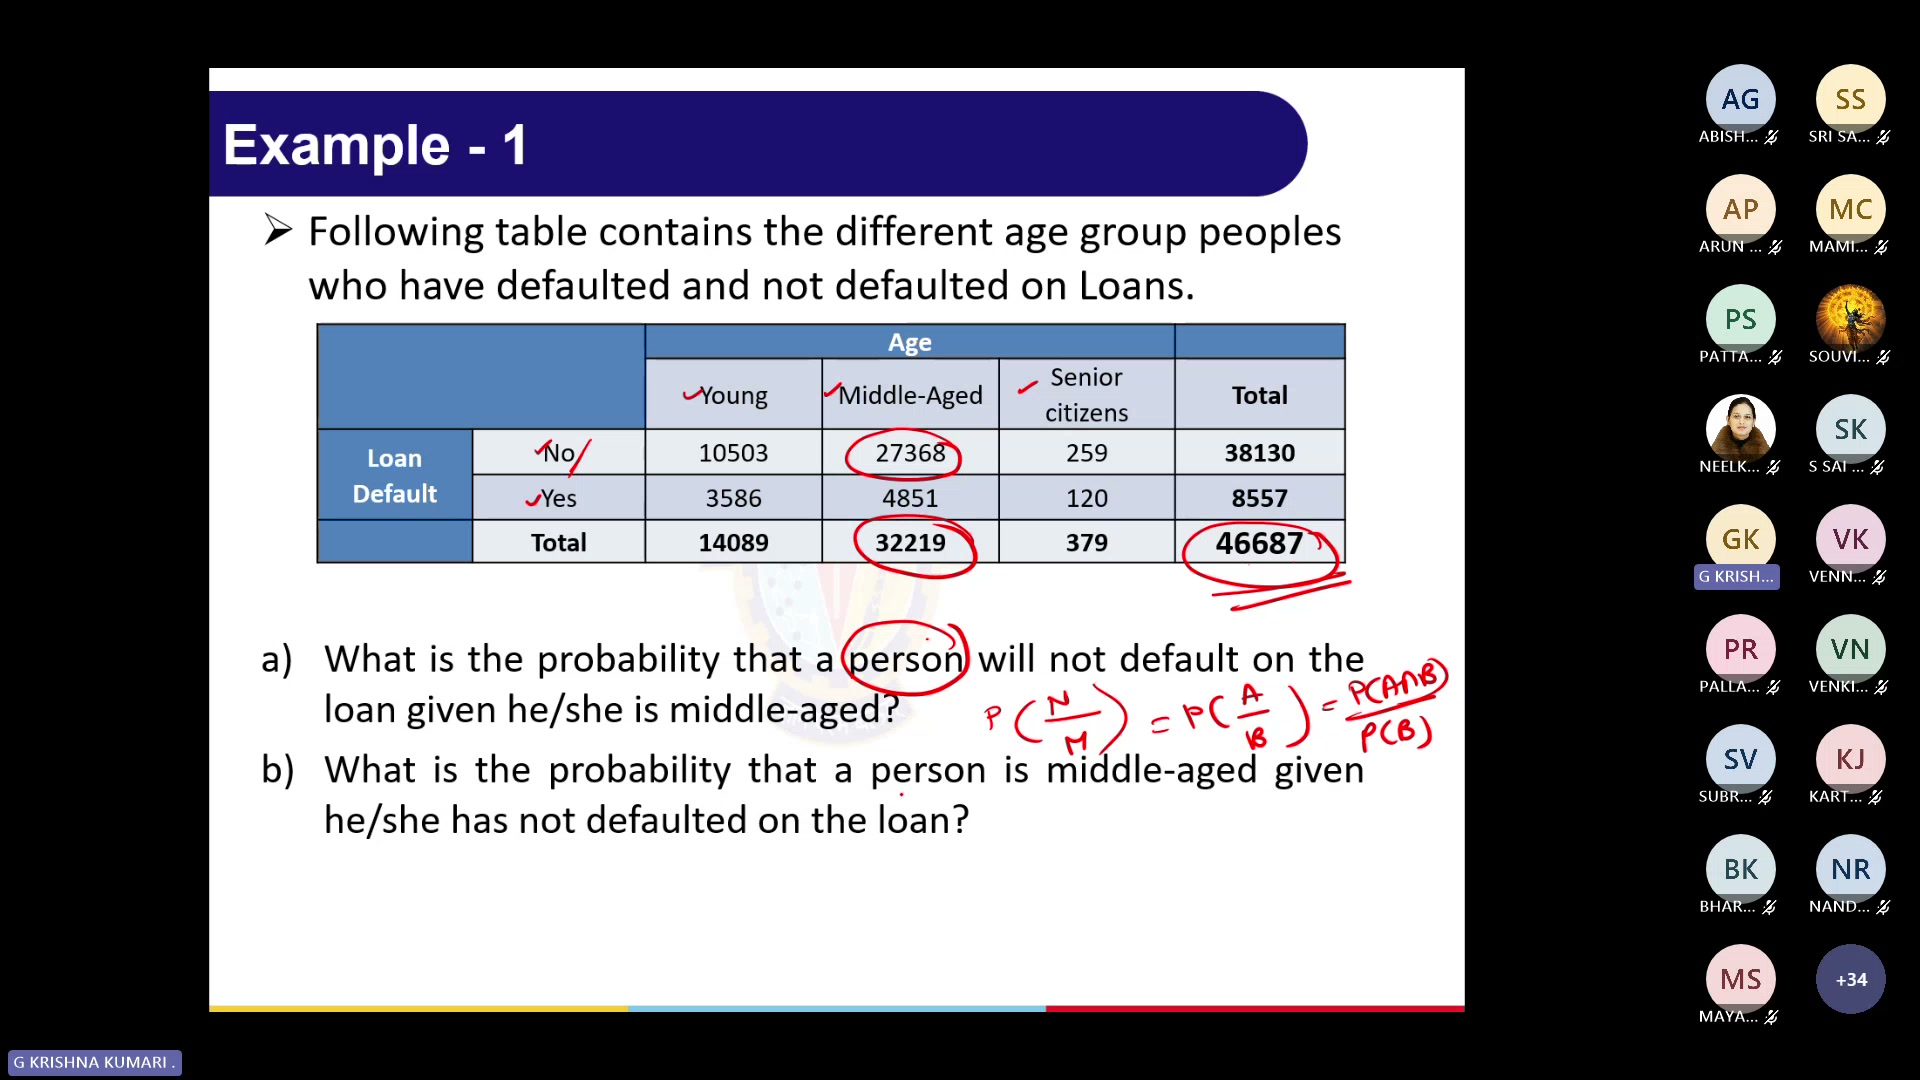 Example - 1
➢ Following table contains the different age group peoples
who have defaulted and not defaulted on Loans.
Age
Young Middle-Aged Senior citizens Total
Loan Default
No 10503 27368 259 38130
Yes 3586 4851 120 8557
Total 14089 32219 379 46687
a) What is the probability that a person will not default on the
loan given he/she is middle-aged?
P(N/M) = P(A/B) = P(A∩B)/P(B)
b) What is the probability that a person is middle-aged given
he/she has not defaulted on the loan?
AG SS
ABISH... SRI SA...
AP MC
ARUN ... MAMI...
PS
PATTA... SOUVI...
SK
NEELK... S SAI ...
GK VK
G KRISH... VENN...
PR VN
PALLA... VENKI...
SV KJ
SUBR... KART...
BK NR
BHAR... NAND...
MS +34
MAYA...
G KRISHNA KUMARI .